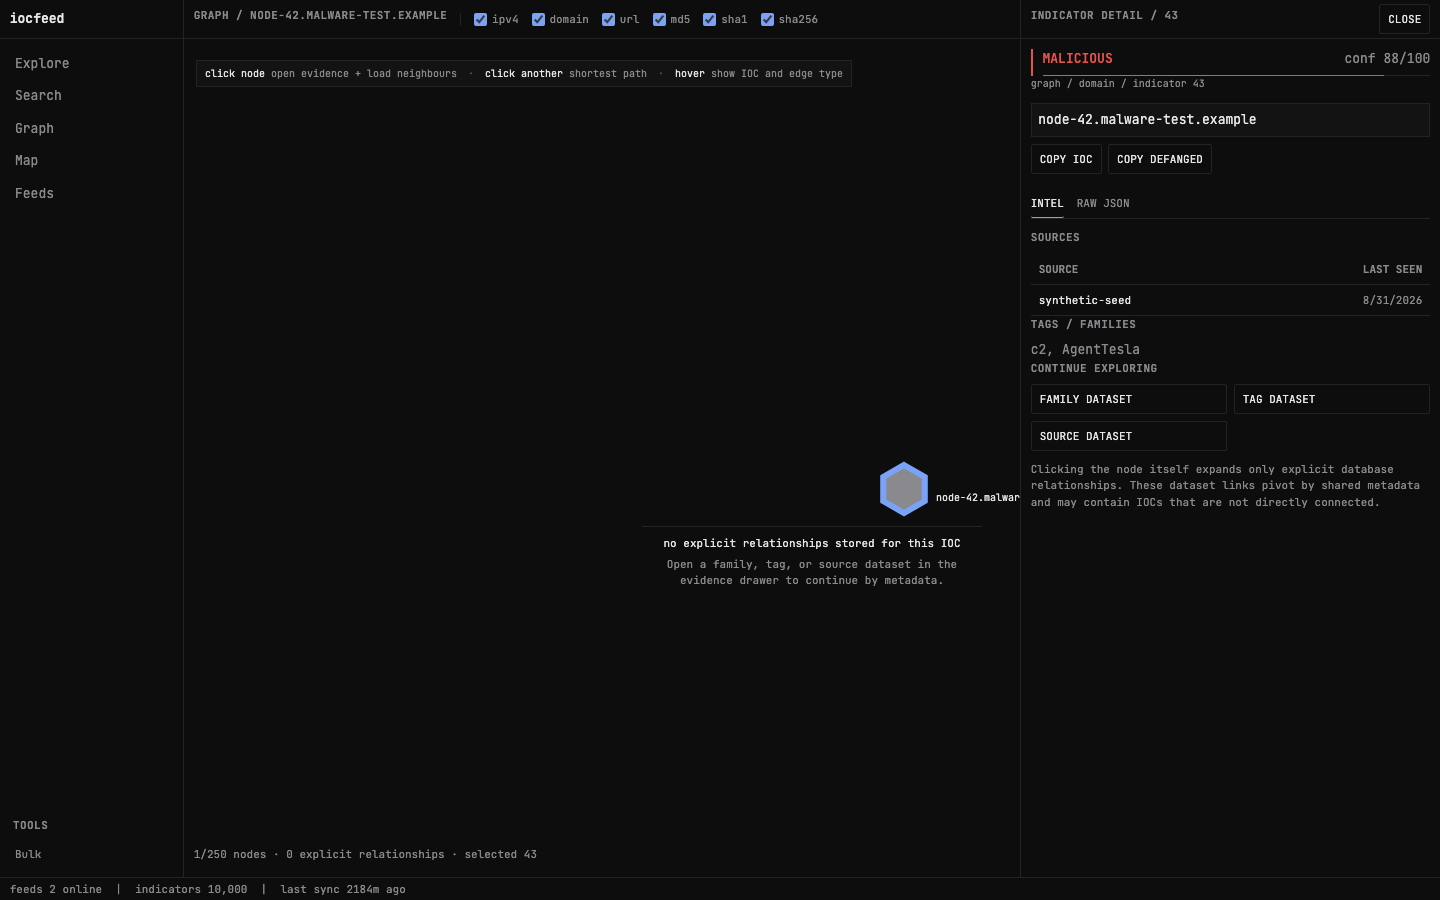 iocfeed
Explore
Search
Graph
Map
Feeds
TOOLS
Bulk
GRAPH / NODE-42.MALWARE-TEST.EXAMPLE
ipv4 domain url md5 sha1 sha256
click node open evidence + load neighbours · click another shortest path · hover show IOC and edge type
node-42.malwar
no explicit relationships stored for this IOC
Open a family, tag, or source dataset in the
evidence drawer to continue by metadata.
1/250 nodes · 0 explicit relationships · selected 43
INDICATOR DETAIL / 43
CLOSE
MALICIOUS conf 88/100
graph / domain / indicator 43
node-42.malware-test.example
COPY IOC COPY DEFANGED
INTEL RAW JSON
SOURCES
SOURCE LAST SEEN
synthetic-seed 8/31/2026
TAGS / FAMILIES
c2, AgentTesla
CONTINUE EXPLORING
FAMILY DATASET TAG DATASET
SOURCE DATASET
Clicking the node itself expands only explicit database
relationships. These dataset links pivot by shared metadata
and may contain IOCs that are not directly connected.
feeds 2 online | indicators 10,000 | last sync 2184m ago